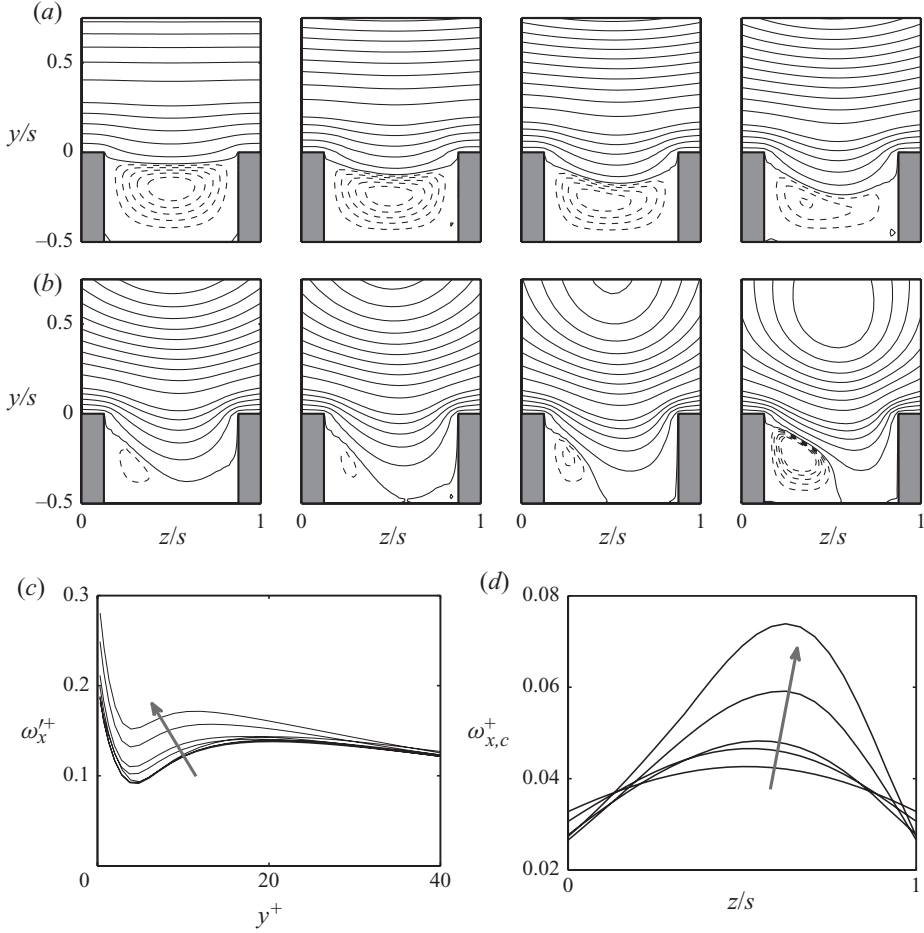 (a)
0.5
y/s
0
–0.5
(b)
0.5
y/s
0
–0.5
0 1 0 1 0 1 0 1
z/s z/s z/s z/s
(c)
0.3
0.2
ω′+x
0.1
0 20 40
y+
(d)
0.08
0.06
ω+x,c
0.04
0.02
0 1
z/s